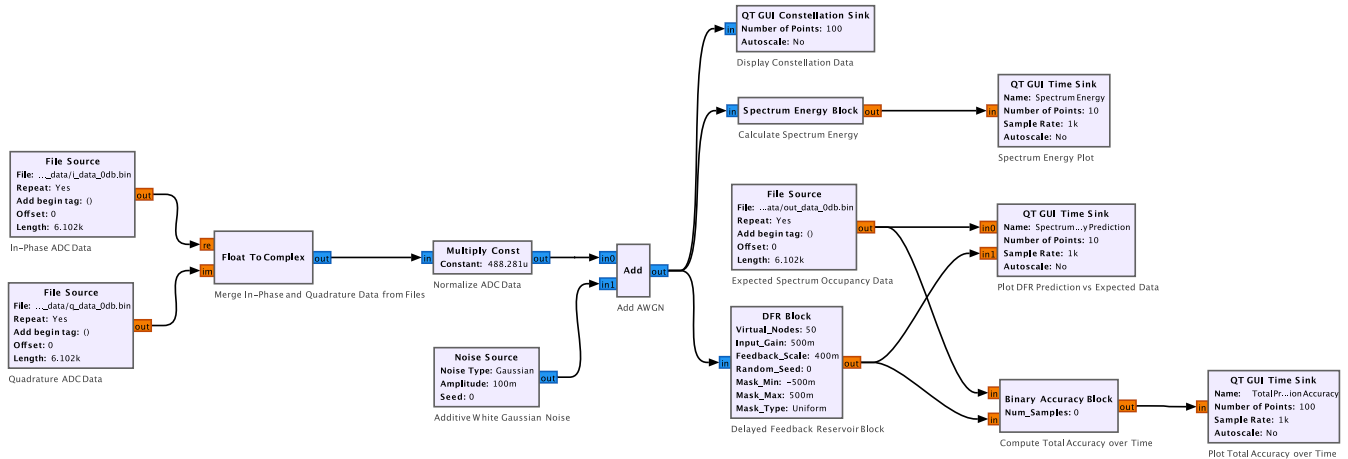 QT GUI Constellation Sink
in
Number of Points: 100
Autoscale: No
Display Constellation Data
in
Spectrum Energy Block
out
Calculate Spectrum Energy
QT GUI Time Sink
Name: Spectrum Energy
in
Number of Points: 10
Sample Rate: 1k
Autoscale: No
Spectrum Energy Plot
File Source
File: ..._data/i_data_0db.bin
Repeat: Yes
out
Add begin tag: ()
Offset: 0
Length: 6.102k
In-Phase ADC Data
File Source
File: ..._data/q_data_0db.bin
Repeat: Yes
Add begin tag: ()
out
Offset: 0
Length: 6.102k
Quadrature ADC Data
re
im
Float To Complex
out
Merge In-Phase and Quadrature Data from Files
in
Multiply Const
Constant: 488.281u
out
Normalize ADC Data
Noise Source
Noise Type: Gaussian
Amplitude: 100m
out
Seed: 0
Additive White Gaussian Noise
in0
in1
Add
out
Add AWGN
File Source
File: ...ata/out_data_0db.bin
Repeat: Yes
out
Add begin tag: ()
Offset: 0
Length: 6.102k
Expected Spectrum Occupancy Data
QT GUI Time Sink
in0
Name: Spectrum...y Prediction
Number of Points: 10
in1
Sample Rate: 1k
Autoscale: No
Plot DFR Prediction vs Expected Data
DFR Block
Virtual_Nodes: 50
Input_Gain: 500m
Feedback_Scale: 400m
in
out
Random_Seed: 0
Mask_Min: -500m
Mask_Max: 500m
Mask_Type: Uniform
Delayed Feedback Reservoir Block
in
in
Binary Accuracy Block
Num_Samples: 0
out
Compute Total Accuracy over Time
QT GUI Time Sink
Name: TotalPr...ionAccuracy
in
Number of Points: 100
Sample Rate: 1k
Autoscale: No
Plot Total Accuracy over Time